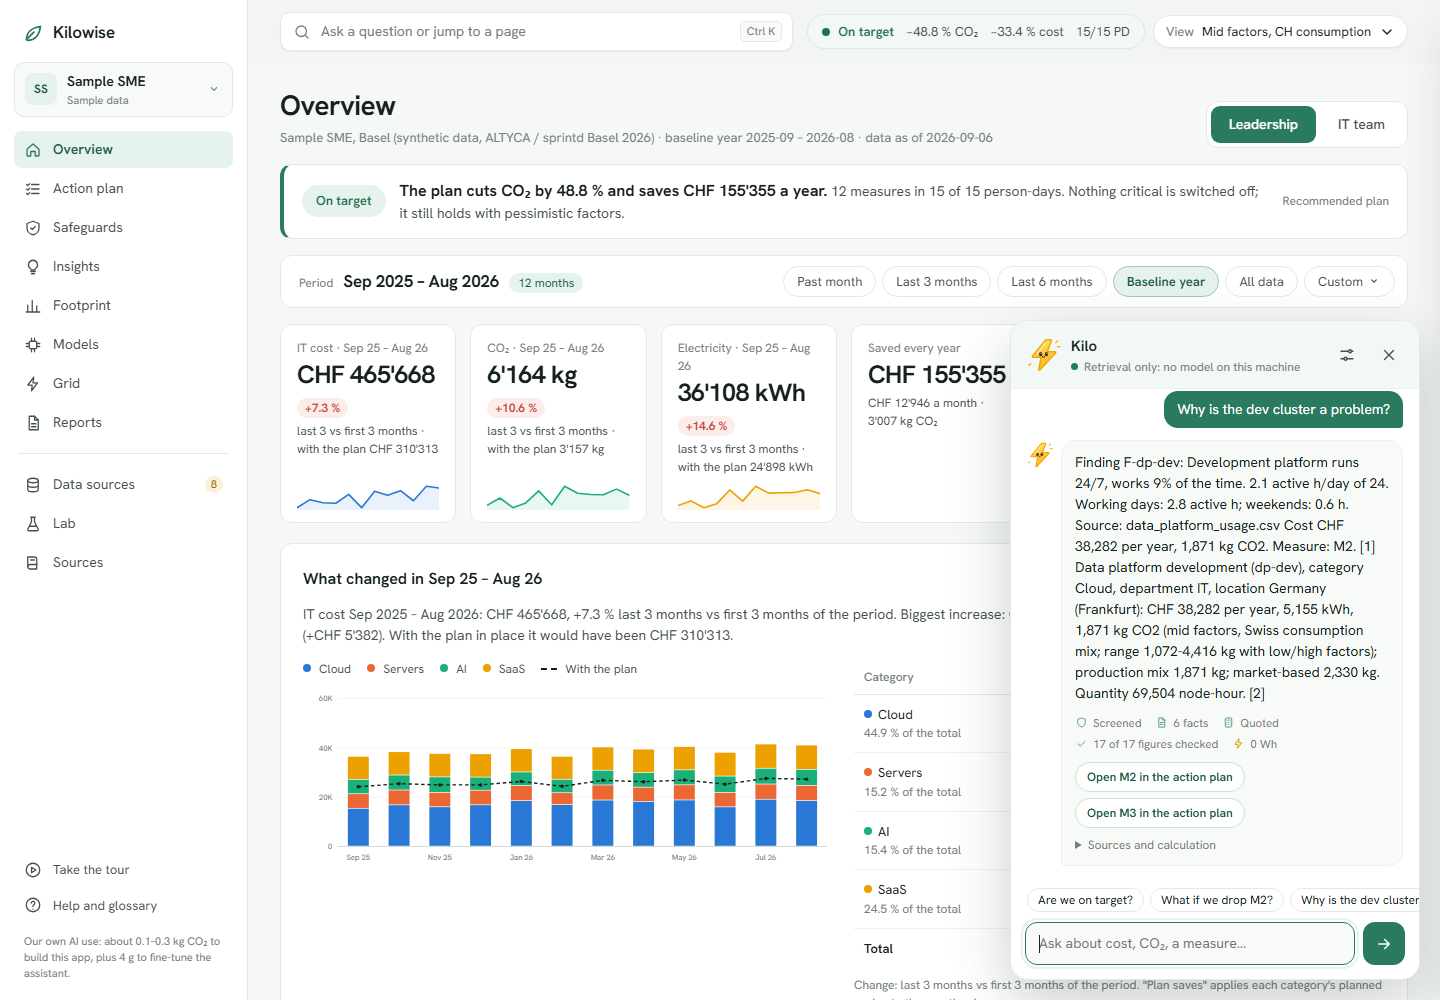 Kilowise
SS
Sample SME
Sample data
Overview
Action plan
Safeguards
Insights
Footprint
Models
Grid
Reports
Data sources
8
Lab
Sources
Take the tour
Help and glossary
Our own AI use: about 0.1–0.3 kg CO₂ to
build this app, plus 4 g to fine-tune the
assistant.
Ask a question or jump to a page
Ctrl K
On target −48.8 % CO₂ −33.4 % cost 15/15 PD
View Mid factors, CH consumption
Overview
Sample SME, Basel (synthetic data, ALTYCA / sprintd Basel 2026) · baseline year 2025-09 – 2026-08 · data as of 2026-09-06
Leadership
IT team
On target
The plan cuts CO₂ by 48.8 % and saves CHF 155'355 a year. 12 measures in 15 of 15 person-days. Nothing critical is switched off;
it still holds with pessimistic factors.
Recommended plan
Period Sep 2025 – Aug 2026 12 months
Past month
Last 3 months
Last 6 months
Baseline year
All data
Custom
IT cost · Sep 25 – Aug 26
CHF 465'668
+7.3 %
last 3 vs first 3 months ·
with the plan CHF 310'313
CO₂ · Sep 25 – Aug 26
6'164 kg
+10.6 %
last 3 vs first 3 months ·
with the plan 3'157 kg
Electricity · Sep 25 – Aug
26
36'108 kWh
+14.6 %
last 3 vs first 3 months ·
with the plan 24'898 kWh
Saved every year
CHF 155'355
CHF 12'946 a month ·
3'007 kg CO₂
What changed in Sep 25 – Aug 26
IT cost Sep 2025 – Aug 2026: CHF 465'668, +7.3 % last 3 months vs first 3 months of the period. Biggest increase:
(+CHF 5'382). With the plan in place it would have been CHF 310'313.
Cloud
Servers
AI
SaaS
With the plan
60K
40K
20K
0
Sep 25
Nov 25
Jan 26
Mar 26
May 26
Jul 26
Category
Cloud
44.9 % of the total
Servers
15.2 % of the total
AI
15.4 % of the total
SaaS
24.5 % of the total
Total
Change: last 3 months vs first 3 months of the period. "Plan saves" applies each category's planned
Kilo
Retrieval only: no model on this machine
Why is the dev cluster a problem?
Finding F-dp-dev: Development platform runs
24/7, works 9% of the time. 2.1 active h/day of 24.
Working days: 2.8 active h; weekends: 0.6 h.
Source: data_platform_usage.csv Cost CHF
38,282 per year, 1,871 kg CO2. Measure: M2. [1]
Data platform development (dp-dev), category
Cloud, department IT, location Germany
(Frankfurt): CHF 38,282 per year, 5,155 kWh,
1,871 kg CO2 (mid factors, Swiss consumption
mix; range 1,072-4,416 kg with low/high factors);
production mix 1,871 kg; market-based 2,330 kg.
Quantity 69,504 node-hour. [2]
Screened
6 facts
Quoted
17 of 17 figures checked
0 Wh
Open M2 in the action plan
Open M3 in the action plan
Sources and calculation
Are we on target?
What if we drop M2?
Why is the dev cluster
Ask about cost, CO₂, a measure...